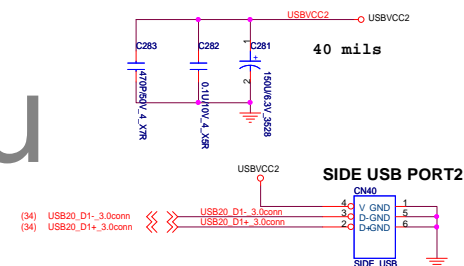 USBVCC2
USBVCC2
C283
C282
C281
40 mils
1
+
2
470P/50V_4_X7R
0.1U/10V_4_X5R
150U/6.3V_3528
u
USBVCC2
SIDE USB PORT2
CN40
(34) USB20_D1-_3.0conn
USB20_D1-_3.0conn
(34) USB20_D1+_3.0conn
USB20_D1+_3.0conn
4 V GND 1
3 D-GND 5
2 D+GND 6
SIDE_USB